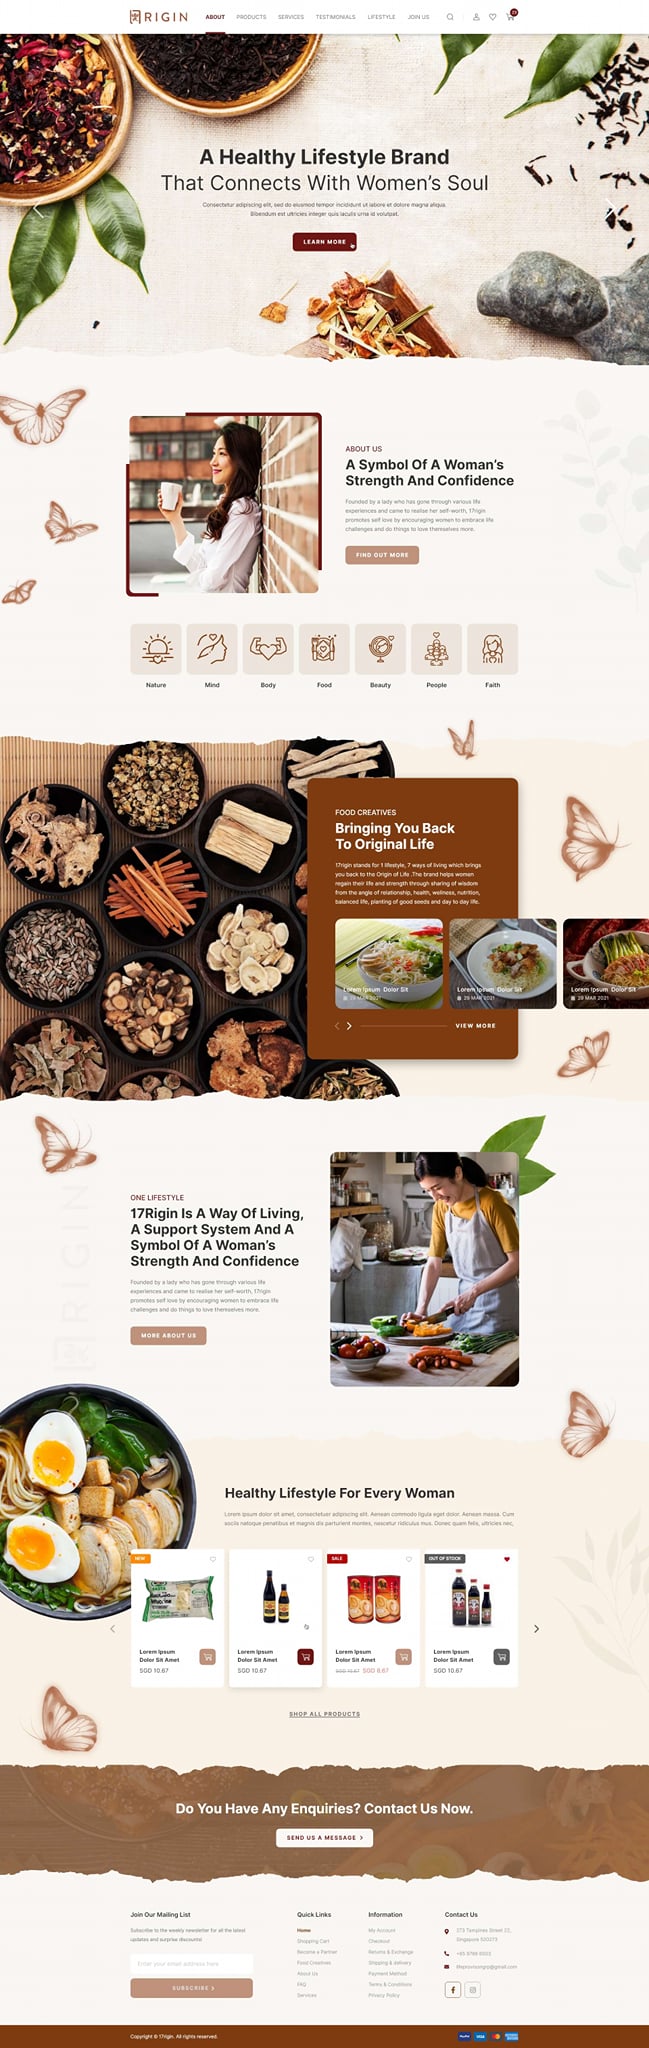 RIGIN
ABOUT PRODUCTS SERVICES TESTIMONIALS LIFESTYLE JOIN US
A Healthy Lifestyle Brand
That Connects With Women's Soul
Consectetur adipiscing elit, sed do eiusmod tempor incididunt ut labore et dolore magna aliqua.
Bibendum est ultricies integer quis iaculis urna id volutpat.
LEARN MORE
ABOUT US
A Symbol Of A Woman's
Strength And Confidence
Founded by a lady who has gone through various life
experiences and came to realise her self-worth, 17rigin
promotes self love by encouraging women to embrace life
challenges and do things to love themselves more.
FIND OUT MORE
Nature Mind Body Food Beauty People Faith
FOOD CREATIVES
Bringing You Back
To Original Life
17rigin stands for 1 lifestyle, 7 ways of living which brings
you back to the Origin of Life .The brand helps women
regain their life and strength through sharing of wisdom
from the angle of relationship, health, wellness, nutrition,
balanced life, planting of good seeds and day to day life.
Lorem Ipsum Dolor Sit
29 MAR 2021
Lorem Ipsum Dolor Sit
29 MAR 2021
Lorem Ipsum Dolor Sit
29 MAR 2021
VIEW MORE
RIGIN
ONE LIFESTYLE
17Rigin Is A Way Of Living,
A Support System And A
Symbol Of A Woman's
Strength And Confidence
Founded by a lady who has gone through various life
experiences and came to realise her self-worth, 17rigin
promotes self love by encouraging women to embrace life
challenges and do things to love themselves more.
MORE ABOUT US
Healthy Lifestyle For Every Woman
Lorem ipsum dolor sit amet, consectetuer adipiscing elit. Aenean commodo ligula eget dolor. Aenean massa. Cum
sociis natoque penatibus et magnis dis parturient montes, nascetur ridiculus mus. Donec quam felis, ultricies nec,
NEW
Lorem Ipsum
Dolor Sit Amet
SGD 10.67
Lorem Ipsum
Dolor Sit Amet
SGD 10.67
SALE
Lorem Ipsum
Dolor Sit Amet
SGD 10.67 SGD 8.67
OUT OF STOCK
Lorem Ipsum
Dolor Sit Amet
SGD 10.67
SHOP ALL PRODUCTS
Do You Have Any Enquiries? Contact Us Now.
SEND US A MESSAGE
Join Our Mailing List
Subscribe to the weekly newsletter for all the latest
updates and surprise discounts!
Enter your email address here
SUBSCRIBE
Quick Links
Home
Shopping Cart
Become a Partner
Food Creatives
About Us
FAQ
Services
Information
My Account
Checkout
Returns & Exchange
Shipping & delivery
Payment Method
Terms & Conditions
Privacy Policy
Contact Us
273 Tampines Street 22,
Copyright © 17rigin. All rights reserved.
PayPal VISA